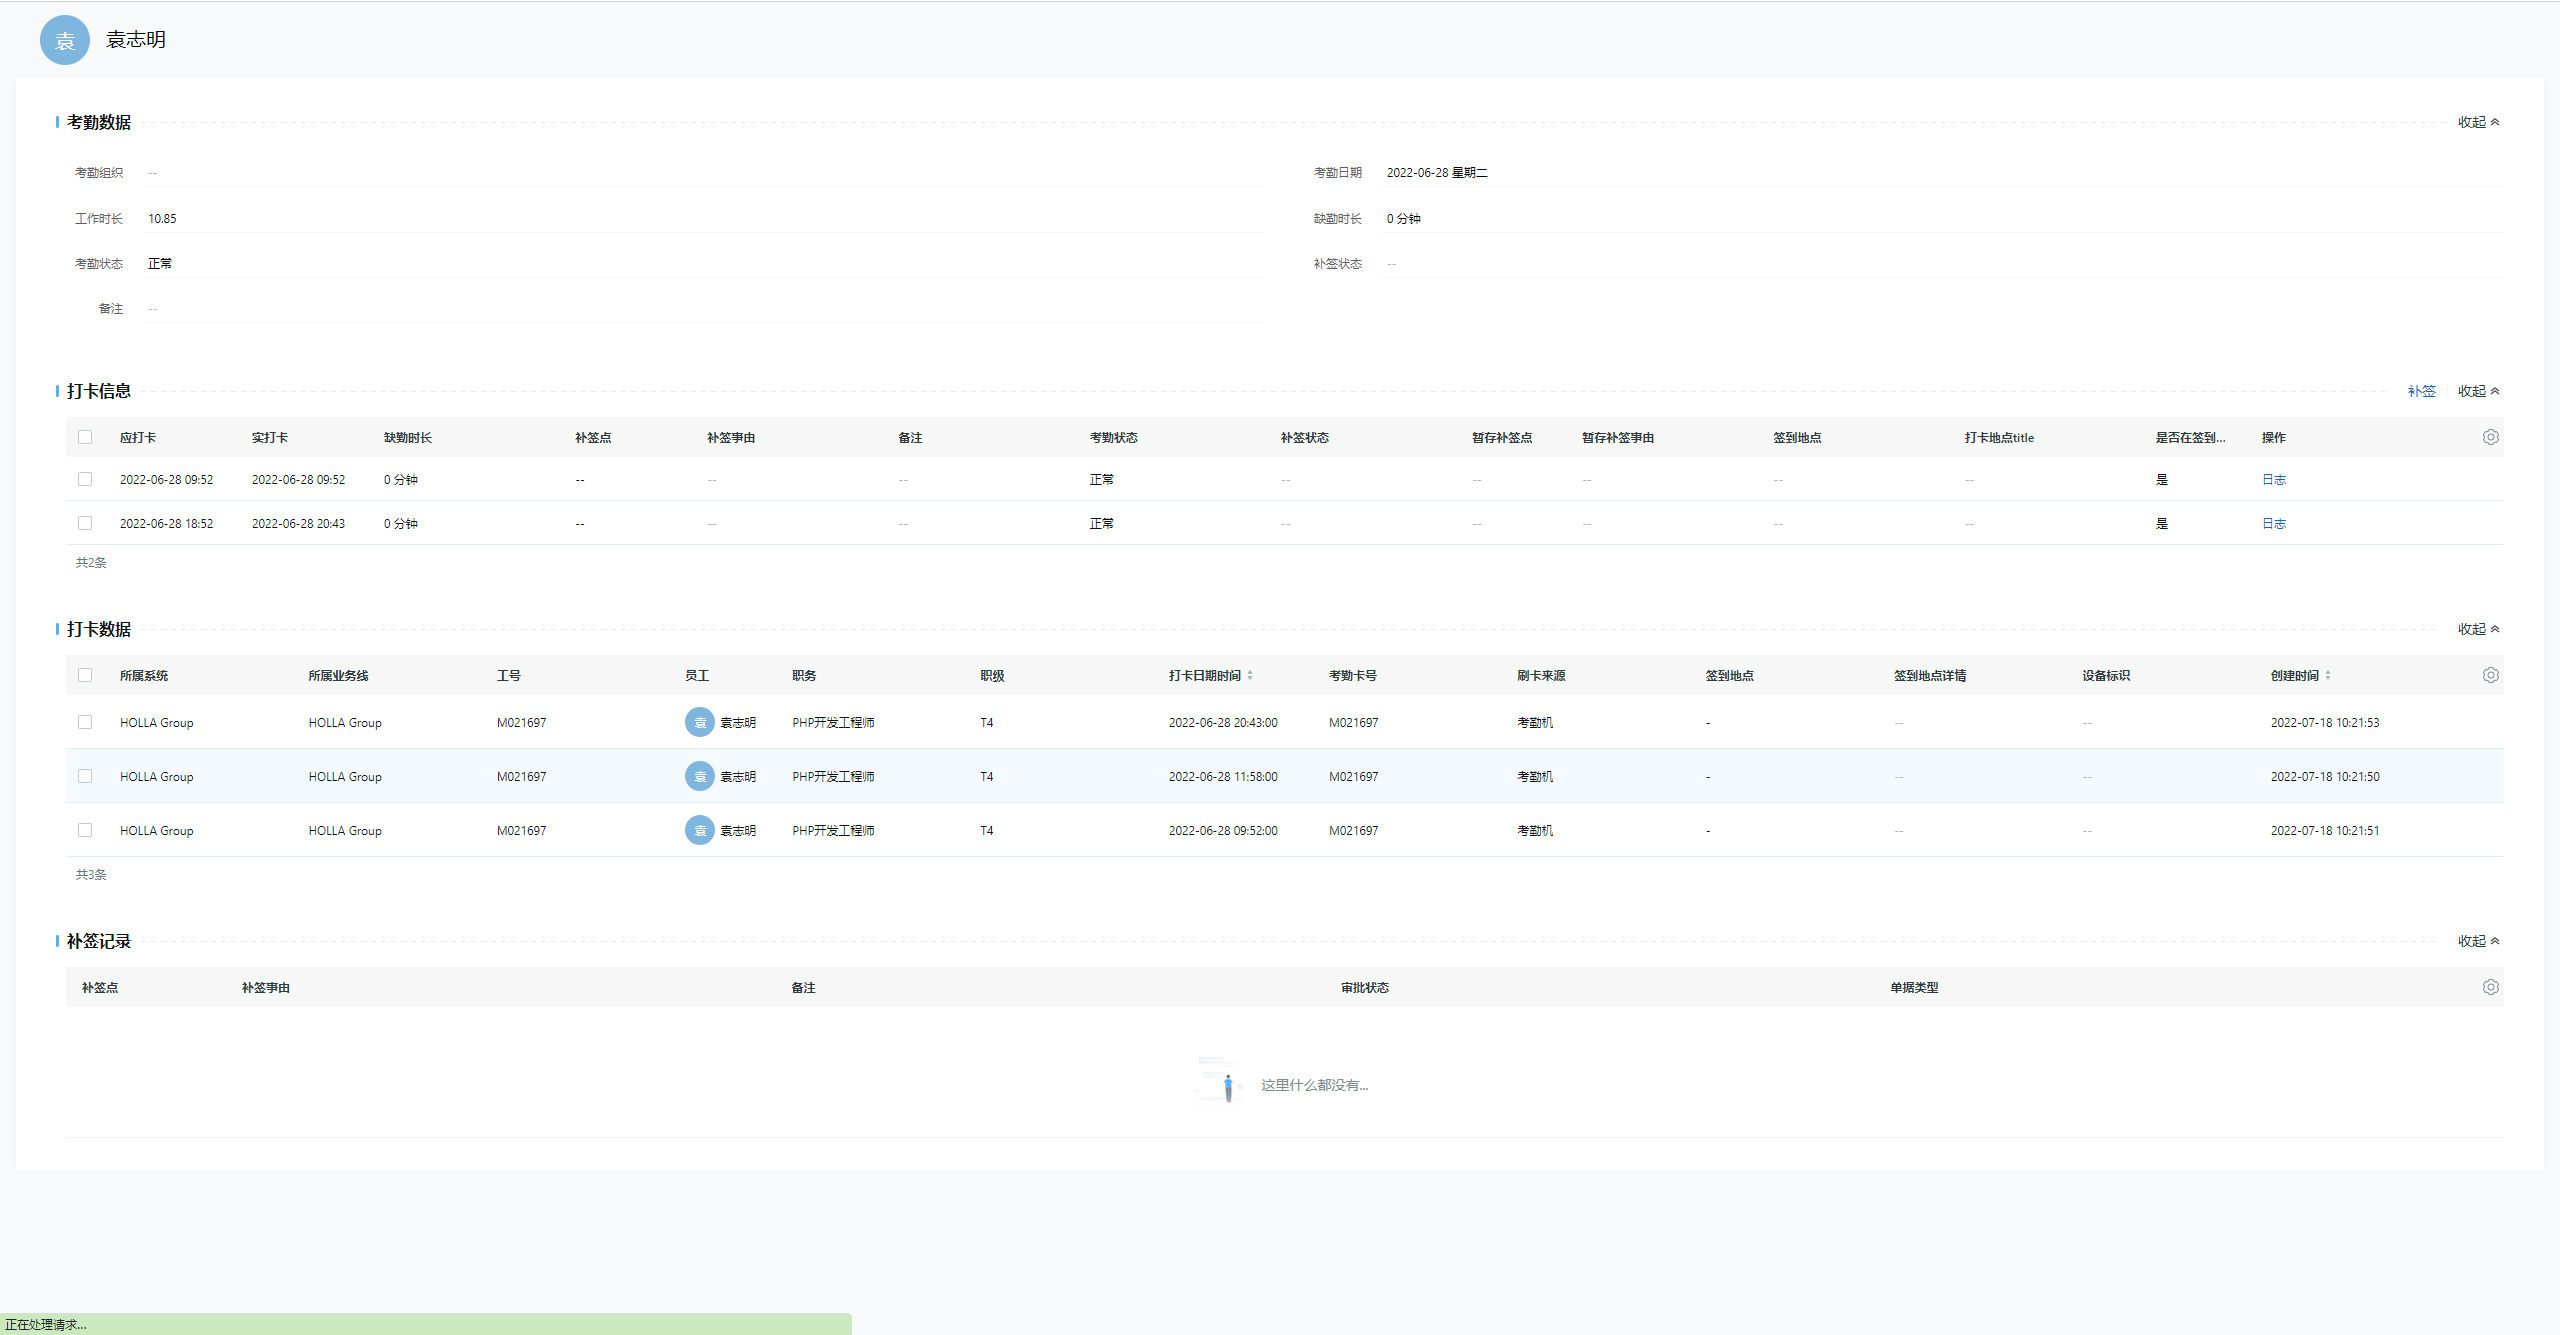 袁 袁志明
考勤数据 收起
考勤组织 -- 考勤日期 2022-06-28 星期二
工作时长 10.85 缺勤时长 0 分钟
考勤状态 正常 补签状态 --
备注 --
打卡信息 补签 收起
应打卡 实打卡 缺勤时长 补签点 补签事由 备注 考勤状态 补签状态 暂存补签点 暂存补签事由 签到地点 打卡地点title 是否在签到... 操作
2022-06-28 09:52 2022-06-28 09:52 0 分钟 -- -- -- 正常 -- -- -- -- -- 是 日志
2022-06-28 18:52 2022-06-28 20:43 0 分钟 -- -- -- 正常 -- -- -- -- -- 是 日志
共2条
打卡数据 收起
所属系统 所属业务线 工号 员工 职务 职级 打卡日期时间 考勤卡号 刷卡来源 签到地点 签到地点详情 设备标识 创建时间
HOLLA Group HOLLA Group M021697 袁 袁志明 PHP开发工程师 T4 2022-06-28 20:43:00 M021697 考勤机 - -- -- 2022-07-18 10:21:53
HOLLA Group HOLLA Group M021697 袁 袁志明 PHP开发工程师 T4 2022-06-28 11:58:00 M021697 考勤机 - -- -- 2022-07-18 10:21:50
HOLLA Group HOLLA Group M021697 袁 袁志明 PHP开发工程师 T4 2022-06-28 09:52:00 M021697 考勤机 - -- -- 2022-07-18 10:21:51
共3条
补签记录 收起
补签点 补签事由 备注 审批状态 单据类型
这里什么都没有...
正在处理请求...